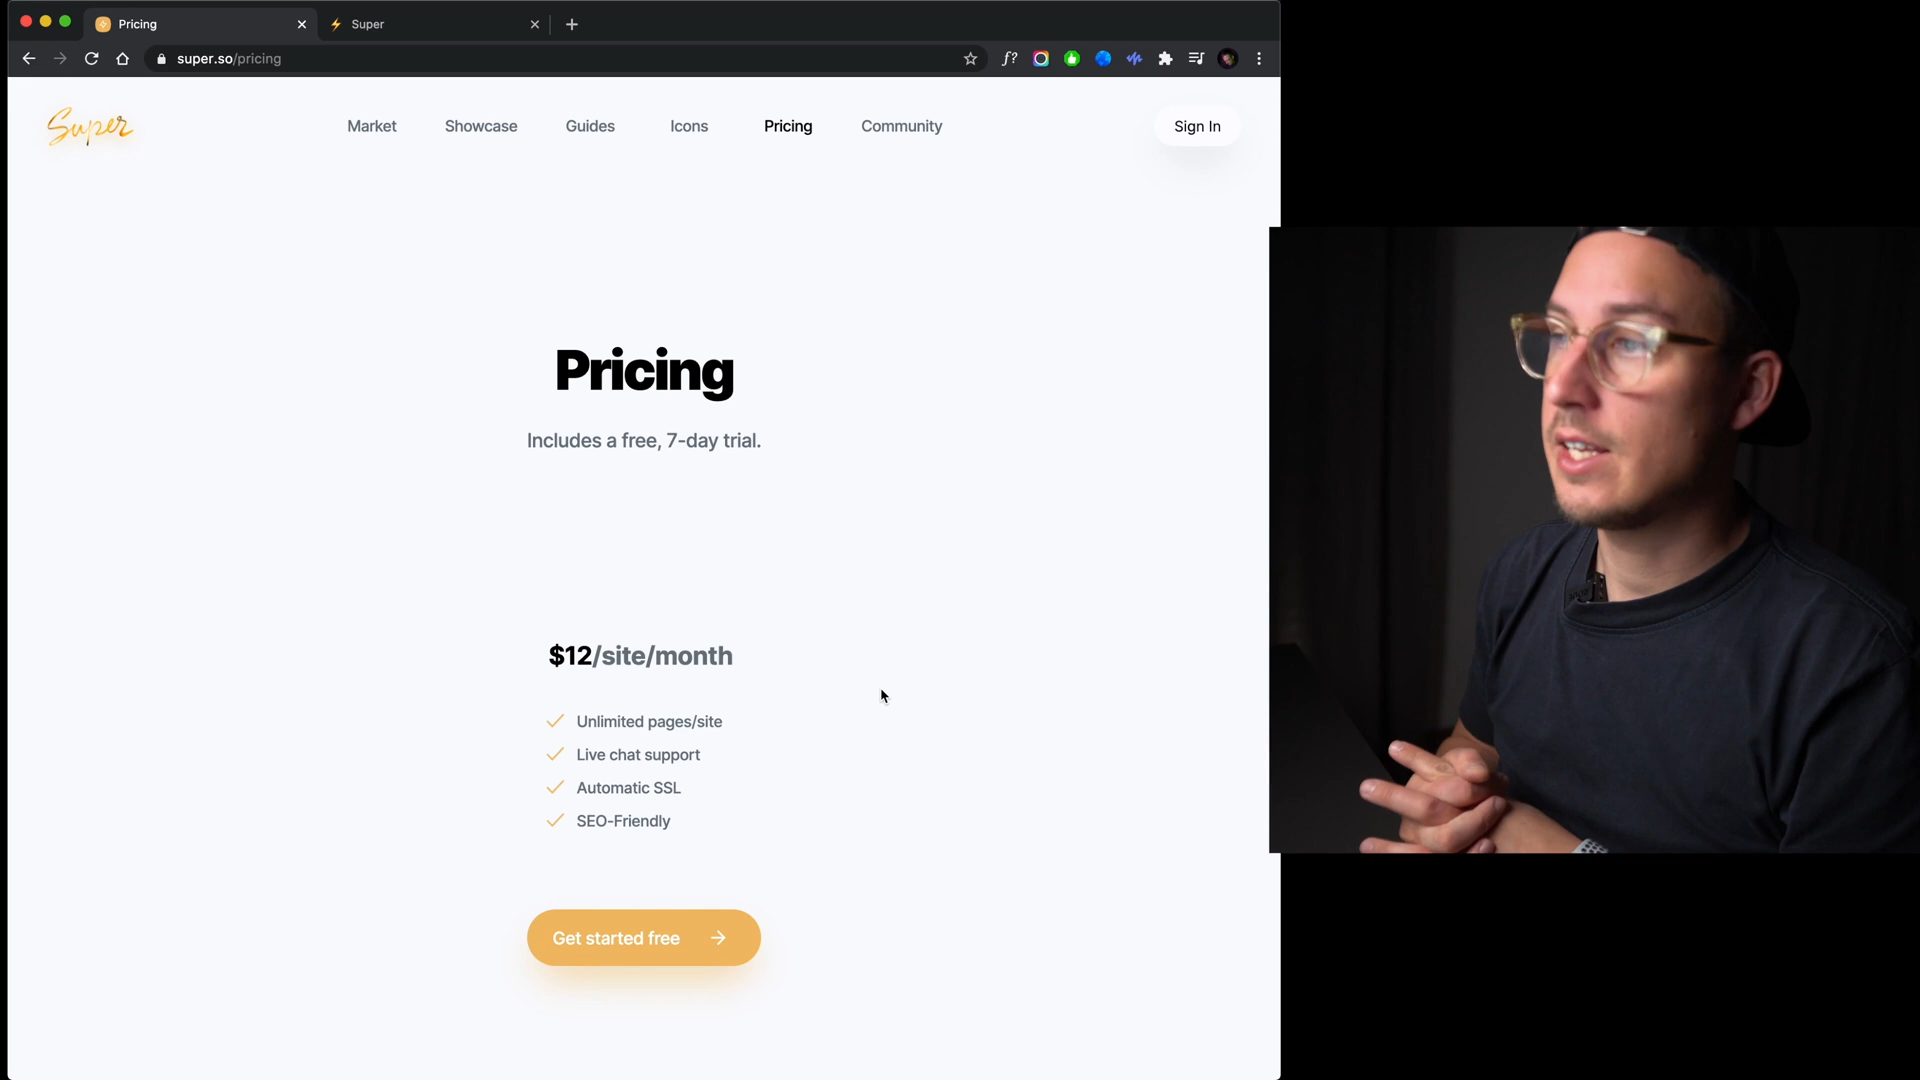 Pricing
Super
super.so/pricing
f?
Super
Market
Showcase
Guides
Icons
Pricing
Community
Sign In
Pricing
Includes a free, 7-day trial.
$12/site/month
Unlimited pages/site
Live chat support
Automatic SSL
SEO-Friendly
Get started free